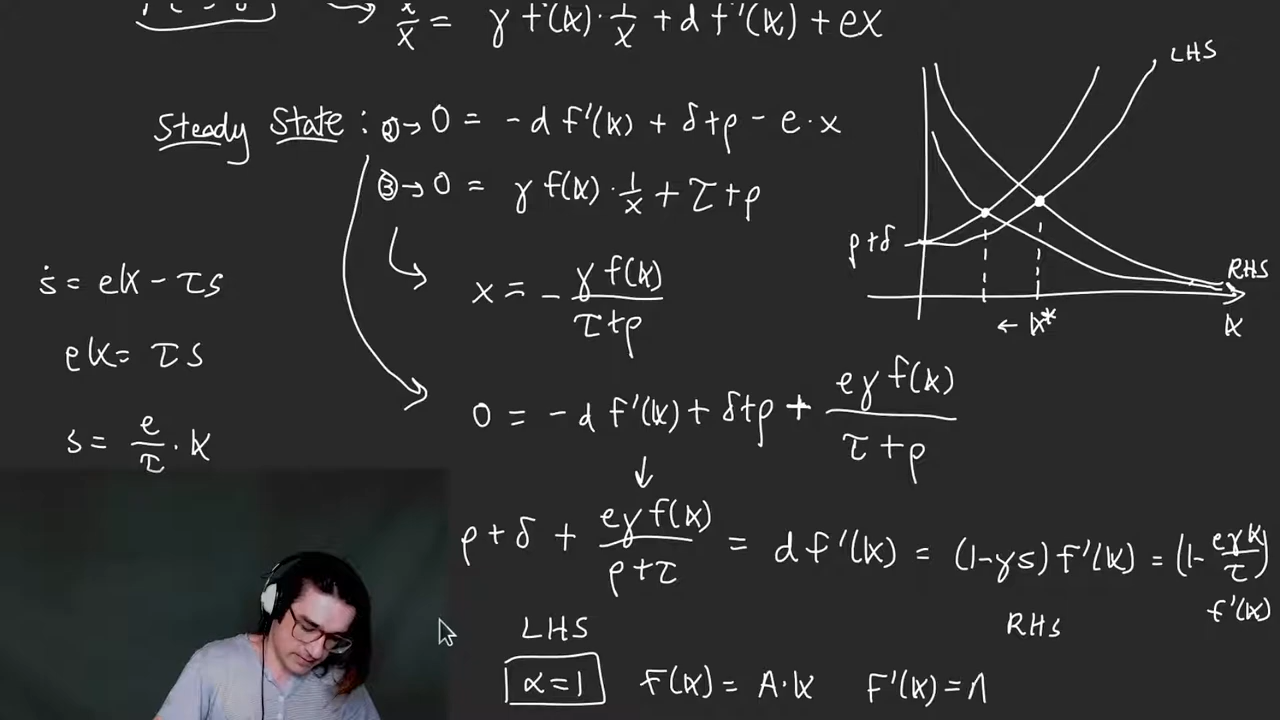 ẋ/x = γ f(k)·1/x + d f'(k) + ex
Steady State: ①→ 0 = -d f'(k) + δ+ρ - e·x
③→ 0 = γ f(k)·1/x + τ+ρ
x = - γ f(k)/(τ+ρ)
ṡ = ek - τs
ek = τs
s = e/τ · k
0 = -d f'(k) + δ+ρ + eγ f(k)/(τ+ρ)
ρ+δ + eγ f(k)/(ρ+τ) = d f'(k) = (1-γs) f'(k) = (1- eγk/τ) f'(k)
LHS
RHS
α=1 F(k) = A·k F'(k) = A
LHS
ρ+δ
RHS
← k*
k